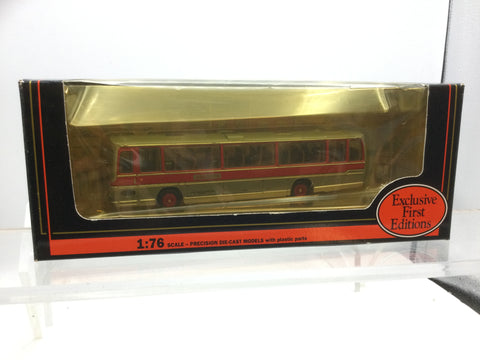 Exclusive
First
Editions
1:76 SCALE – PRECISION DIE-CAST MODELS with plastic parts